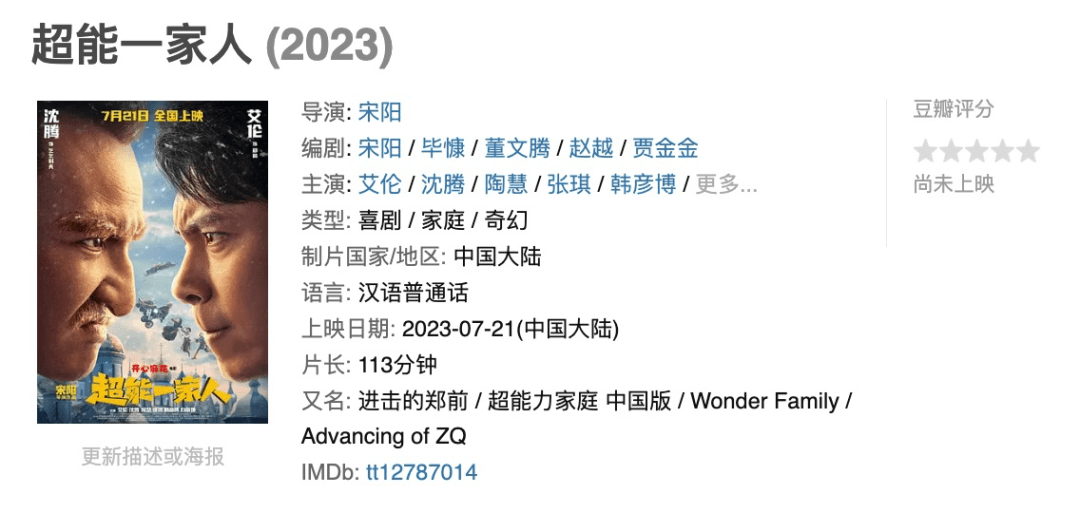 超能一家人 (2023)
沈腾
7月21日 全国上映
艾伦
开心麻花
宋阳
超能一家人
更新描述或海报
导演: 宋阳
编剧: 宋阳 / 毕慷 / 董文腾 / 赵越 / 贾金金
主演: 艾伦 / 沈腾 / 陶慧 / 张琪 / 韩彦博 / 更多...
类型: 喜剧 / 家庭 / 奇幻
制片国家/地区: 中国大陆
语言: 汉语普通话
上映日期: 2023-07-21(中国大陆)
片长: 113分钟
又名: 进击的郑前 / 超能力家庭 中国版 / Wonder Family /
Advancing of ZQ
IMDb: tt12787014
豆瓣评分
尚未上映